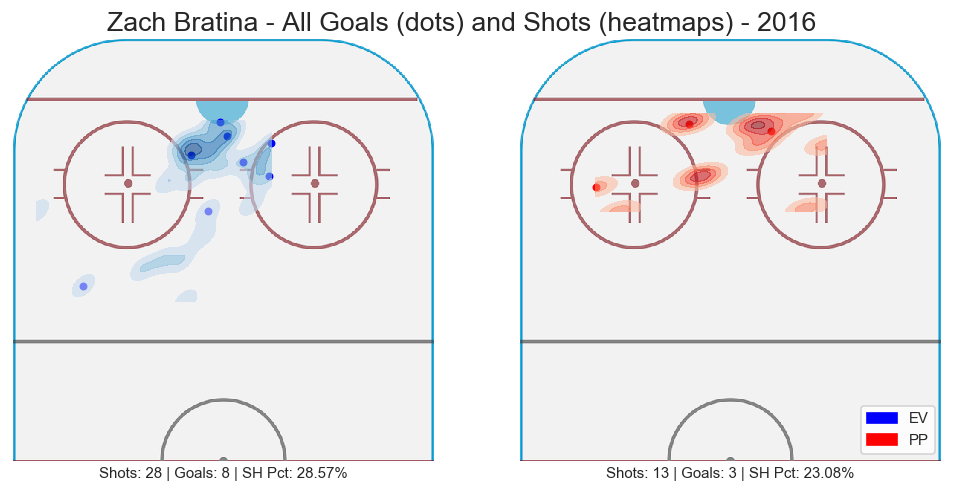 Zach Bratina - All Goals (dots) and Shots (heatmaps) - 2016
EV
PP
Shots: 28 | Goals: 8 | SH Pct: 28.57%
Shots: 13 | Goals: 3 | SH Pct: 23.08%